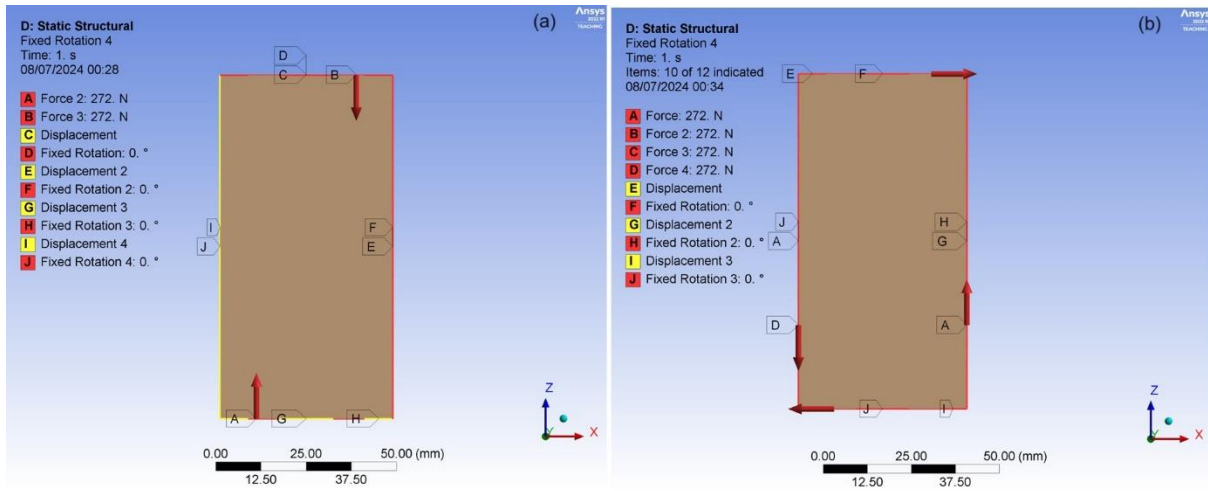 D: Static Structural
Fixed Rotation 4
Time: 1. s
08/07/2024 00:28
A Force 2: 272. N
B Force 3: 272. N
C Displacement
D Fixed Rotation: 0. °
E Displacement 2
F Fixed Rotation 2: 0. °
G Displacement 3
H Fixed Rotation 3: 0. °
I Displacement 4
J Fixed Rotation 4: 0. °
(a)
Ansys
2022 R1
TEACHING
D
C
B
I
J
F
E
A
G
H
Z
Y
X
0.00
25.00
50.00 (mm)
12.50
37.50
D: Static Structural
Fixed Rotation 4
Time: 1. s
Items: 10 of 12 indicated
08/07/2024 00:34
A Force: 272. N
B Force 2: 272. N
C Force 3: 272. N
D Force 4: 272. N
E Displacement
F Fixed Rotation: 0. °
G Displacement 2
H Fixed Rotation 2: 0. °
I Displacement 3
J Fixed Rotation 3: 0. °
(b)
Ansys
TEACHING
E
F
J
A
H
G
D
A
J
I
Z
Y
X
0.00
25.00
50.00 (mm)
12.50
37.50